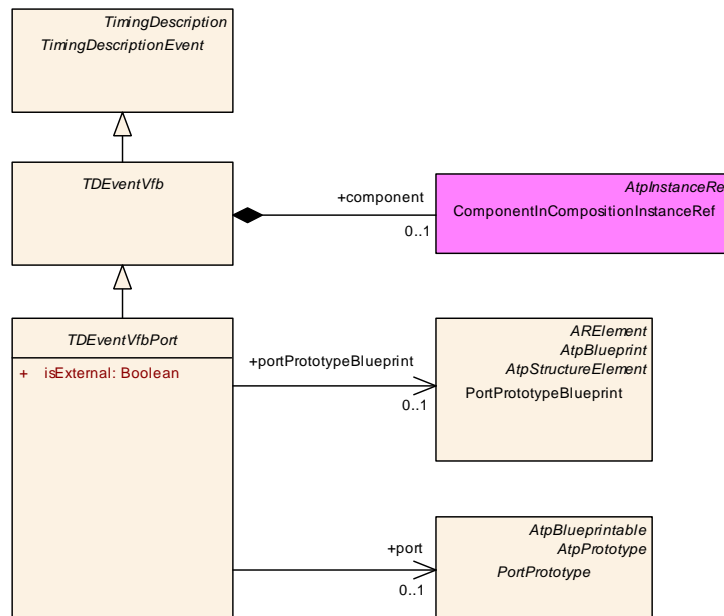 TimingDescription
TimingDescriptionEvent
TDEventVfb
+component
0..1
AtpInstanceRe
ComponentInCompositionInstanceRef
TDEventVfbPort
+ isExternal: Boolean
+portPrototypeBlueprint
0..1
ARElement
AtpBlueprint
AtpStructureElement
PortPrototypeBlueprint
+port
0..1
AtpBlueprintable
AtpPrototype
PortPrototype